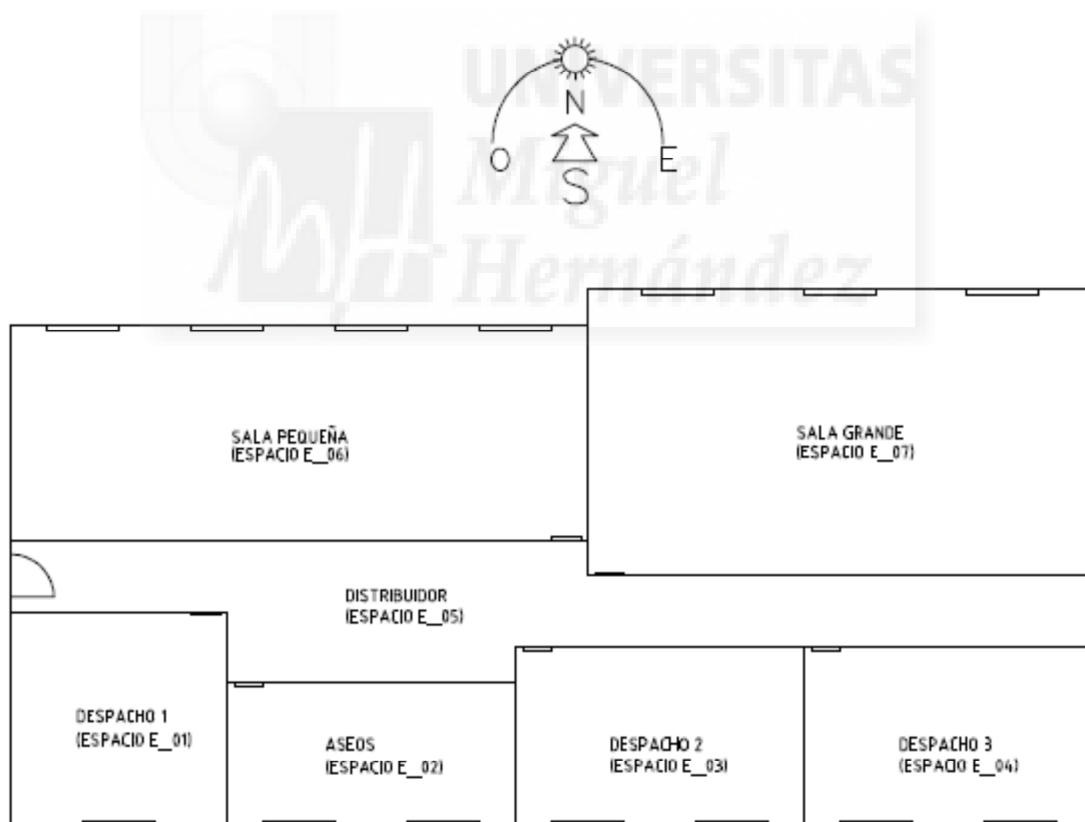 UNIVERSITAS
Miguel
Hernández
N
O
E
S
SALA PEQUEÑA
(ESPACIO E_06)
SALA GRANDE
(ESPACIO E_07)
DISTRIBUIDOR
(ESPACIO E_05)
DESPACHO 1
(ESPACIO E_01)
ASEOS
(ESPACIO E_02)
DESPACHO 2
(ESPACIO E_03)
DESPACHO 3
(ESPACIO E_04)